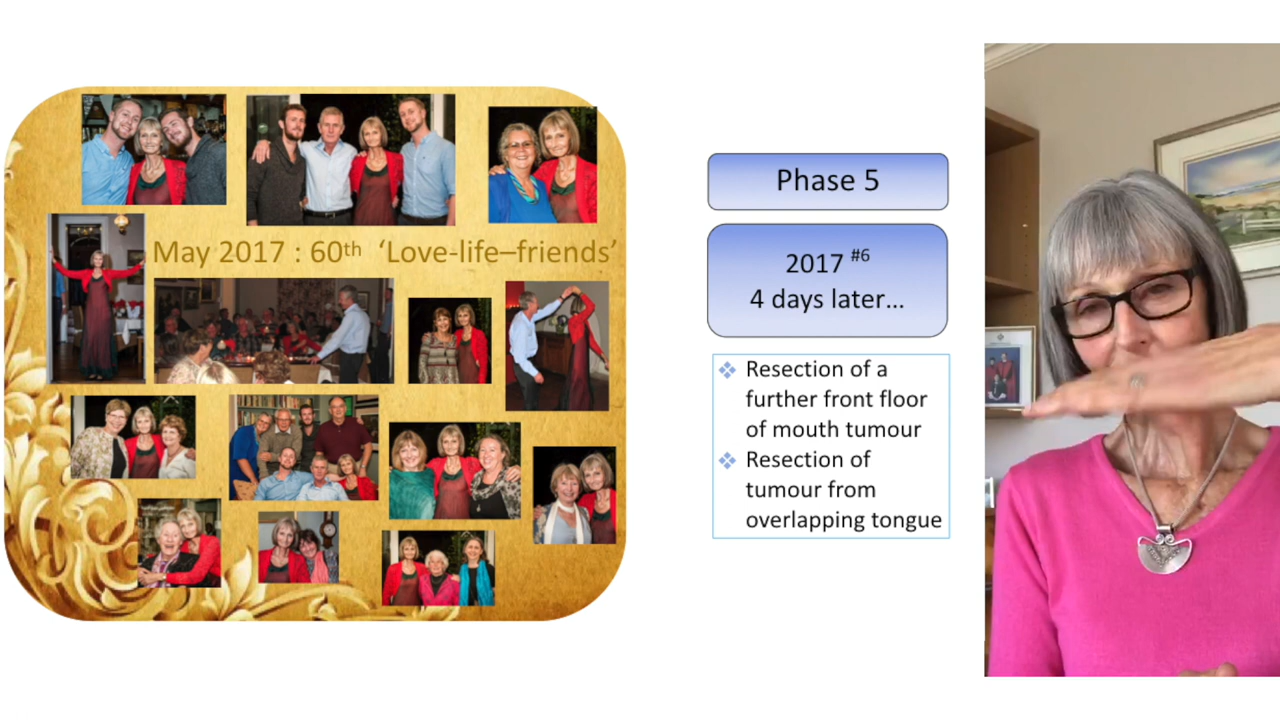 May 2017 : 60th ‘Love-life–friends’
Phase 5
2017 #6
4 days later...
❖ Resection of a
further front floor
of mouth tumour
❖ Resection of
tumour from
overlapping tongue